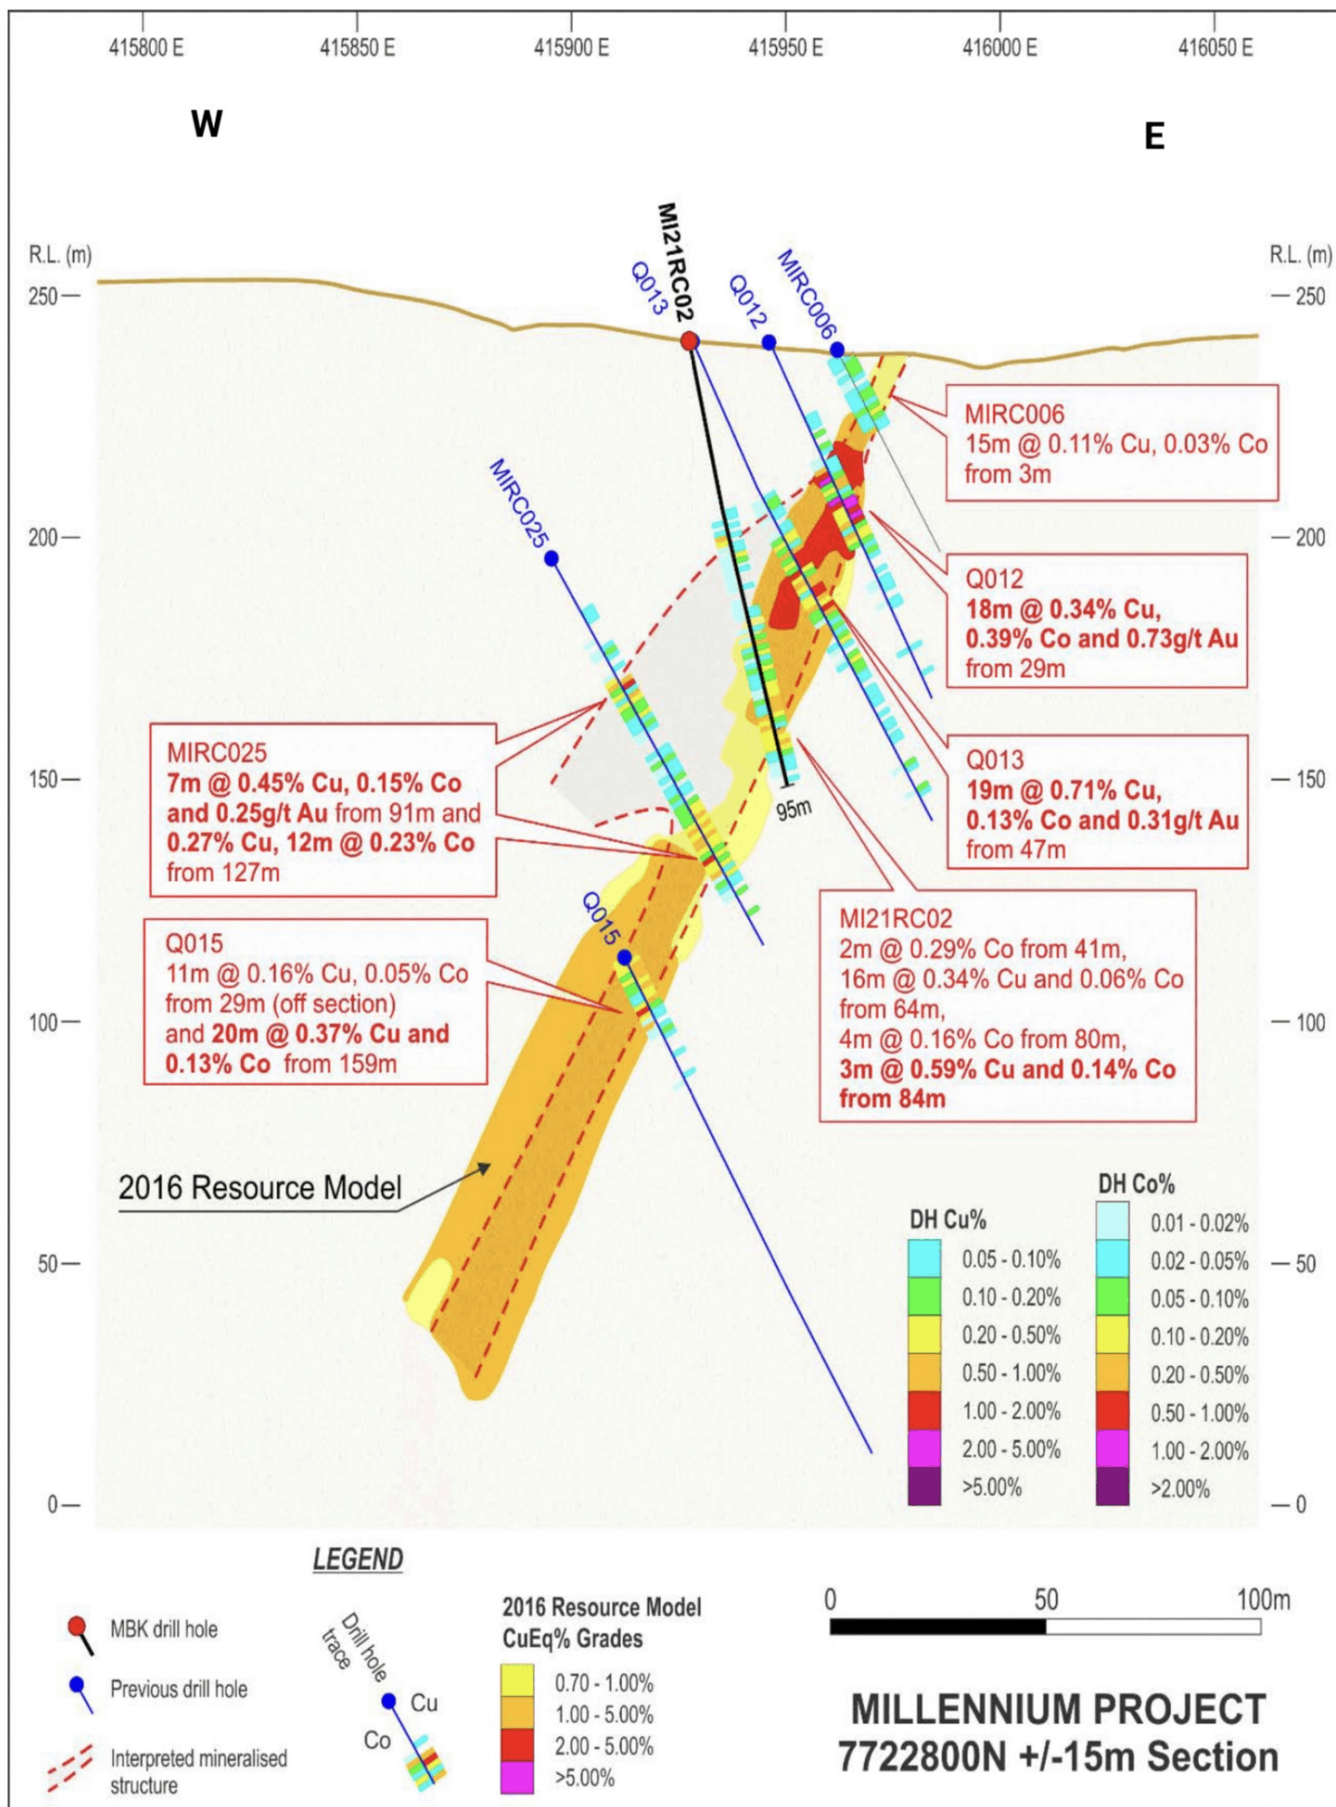 415800 E
415850 E
415900 E
415950 E
416000 E
416050 E
W
E
R.L. (m)
R.L. (m)
250
250
200
200
150
150
100
100
50
50
0
0
MI21RC02
Q013
Q012
MIRC006
MIRC025
Q015
95m
MIRC006
15m @ 0.11% Cu, 0.03% Co
from 3m
Q012
18m @ 0.34% Cu,
0.39% Co and 0.73g/t Au
from 29m
Q013
19m @ 0.71% Cu,
0.13% Co and 0.31g/t Au
from 47m
MIRC025
7m @ 0.45% Cu, 0.15% Co
and 0.25g/t Au from 91m and
0.27% Cu, 12m @ 0.23% Co
from 127m
MI21RC02
2m @ 0.29% Co from 41m,
16m @ 0.34% Cu and 0.06% Co
from 64m,
4m @ 0.16% Co from 80m,
3m @ 0.59% Cu and 0.14% Co
from 84m
Q015
11m @ 0.16% Cu, 0.05% Co
from 29m (off section)
and 20m @ 0.37% Cu and
0.13% Co from 159m
2016 Resource Model
DH Cu%
0.05 - 0.10%
0.10 - 0.20%
0.20 - 0.50%
0.50 - 1.00%
1.00 - 2.00%
2.00 - 5.00%
>5.00%
DH Co%
0.01 - 0.02%
0.02 - 0.05%
0.05 - 0.10%
0.10 - 0.20%
0.20 - 0.50%
0.50 - 1.00%
1.00 - 2.00%
>2.00%
LEGEND
MBK drill hole
Previous drill hole
Interpreted mineralised
structure
Drill hole
trace
Cu
Co
2016 Resource Model
CuEq% Grades
0.70 - 1.00%
1.00 - 5.00%
2.00 - 5.00%
>5.00%
0
50
100m
MILLENNIUM PROJECT
7722800N +/-15m Section